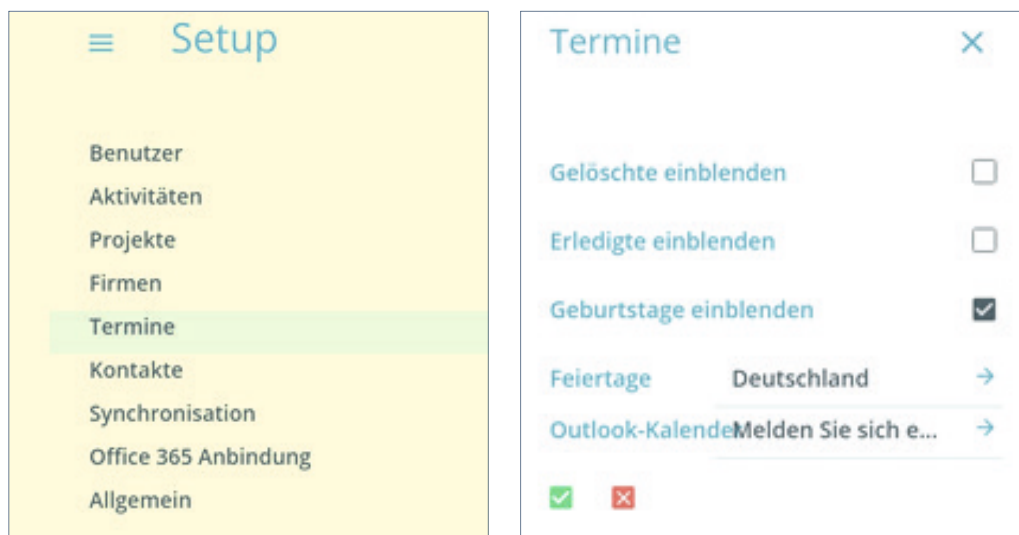 Setup
Benutzer
Aktivitäten
Projekte
Firmen
Termine
Kontakte
Synchronisation
Office 365 Anbindung
Allgemein
Termine
Gelöschte einblenden
Erledigte einblenden
Geburtstage einblenden
Feiertage Deutschland
Outlook-Kalender Melden Sie sich e...